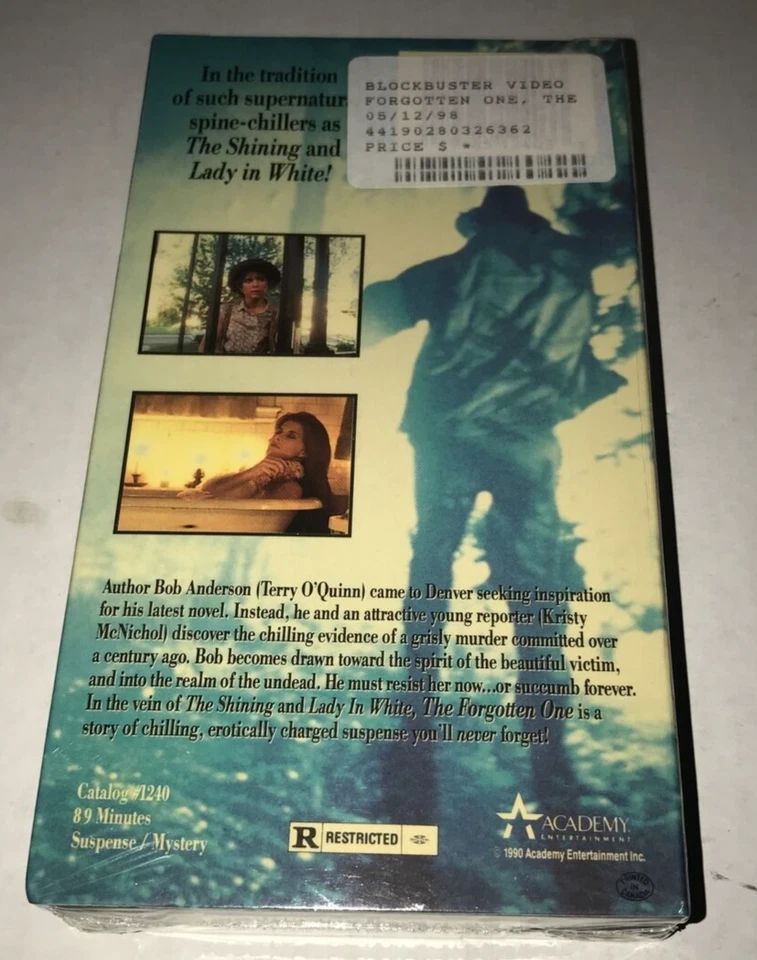 In the tradition
of such supernatur
spine-chillers as
The Shining and
Lady in White!
BLOCKBUSTER VIDEO
FORGOTTEN ONE, THE
05/12/98
44190280326362
PRICE $ *
Author Bob Anderson (Terry O'Quinn) came to Denver seeking inspiration
for his latest novel. Instead, he and an attractive young reporter (Kristy
McNichol) discover the chilling evidence of a grisly murder committed over
a century ago. Bob becomes drawn toward the spirit of the beautiful victim,
and into the realm of the undead. He must resist her now...or succumb forever.
In the vein of The Shining and Lady In White, The Forgotten One is a
story of chilling, erotically charged suspense you'll never forget!
Catalog #1240
89 Minutes
Suspense/Mystery
R RESTRICTED
ACADEMY
ENTERTAINMENT
© 1990 Academy Entertainment Inc.
PRINTED
IN
CANADA